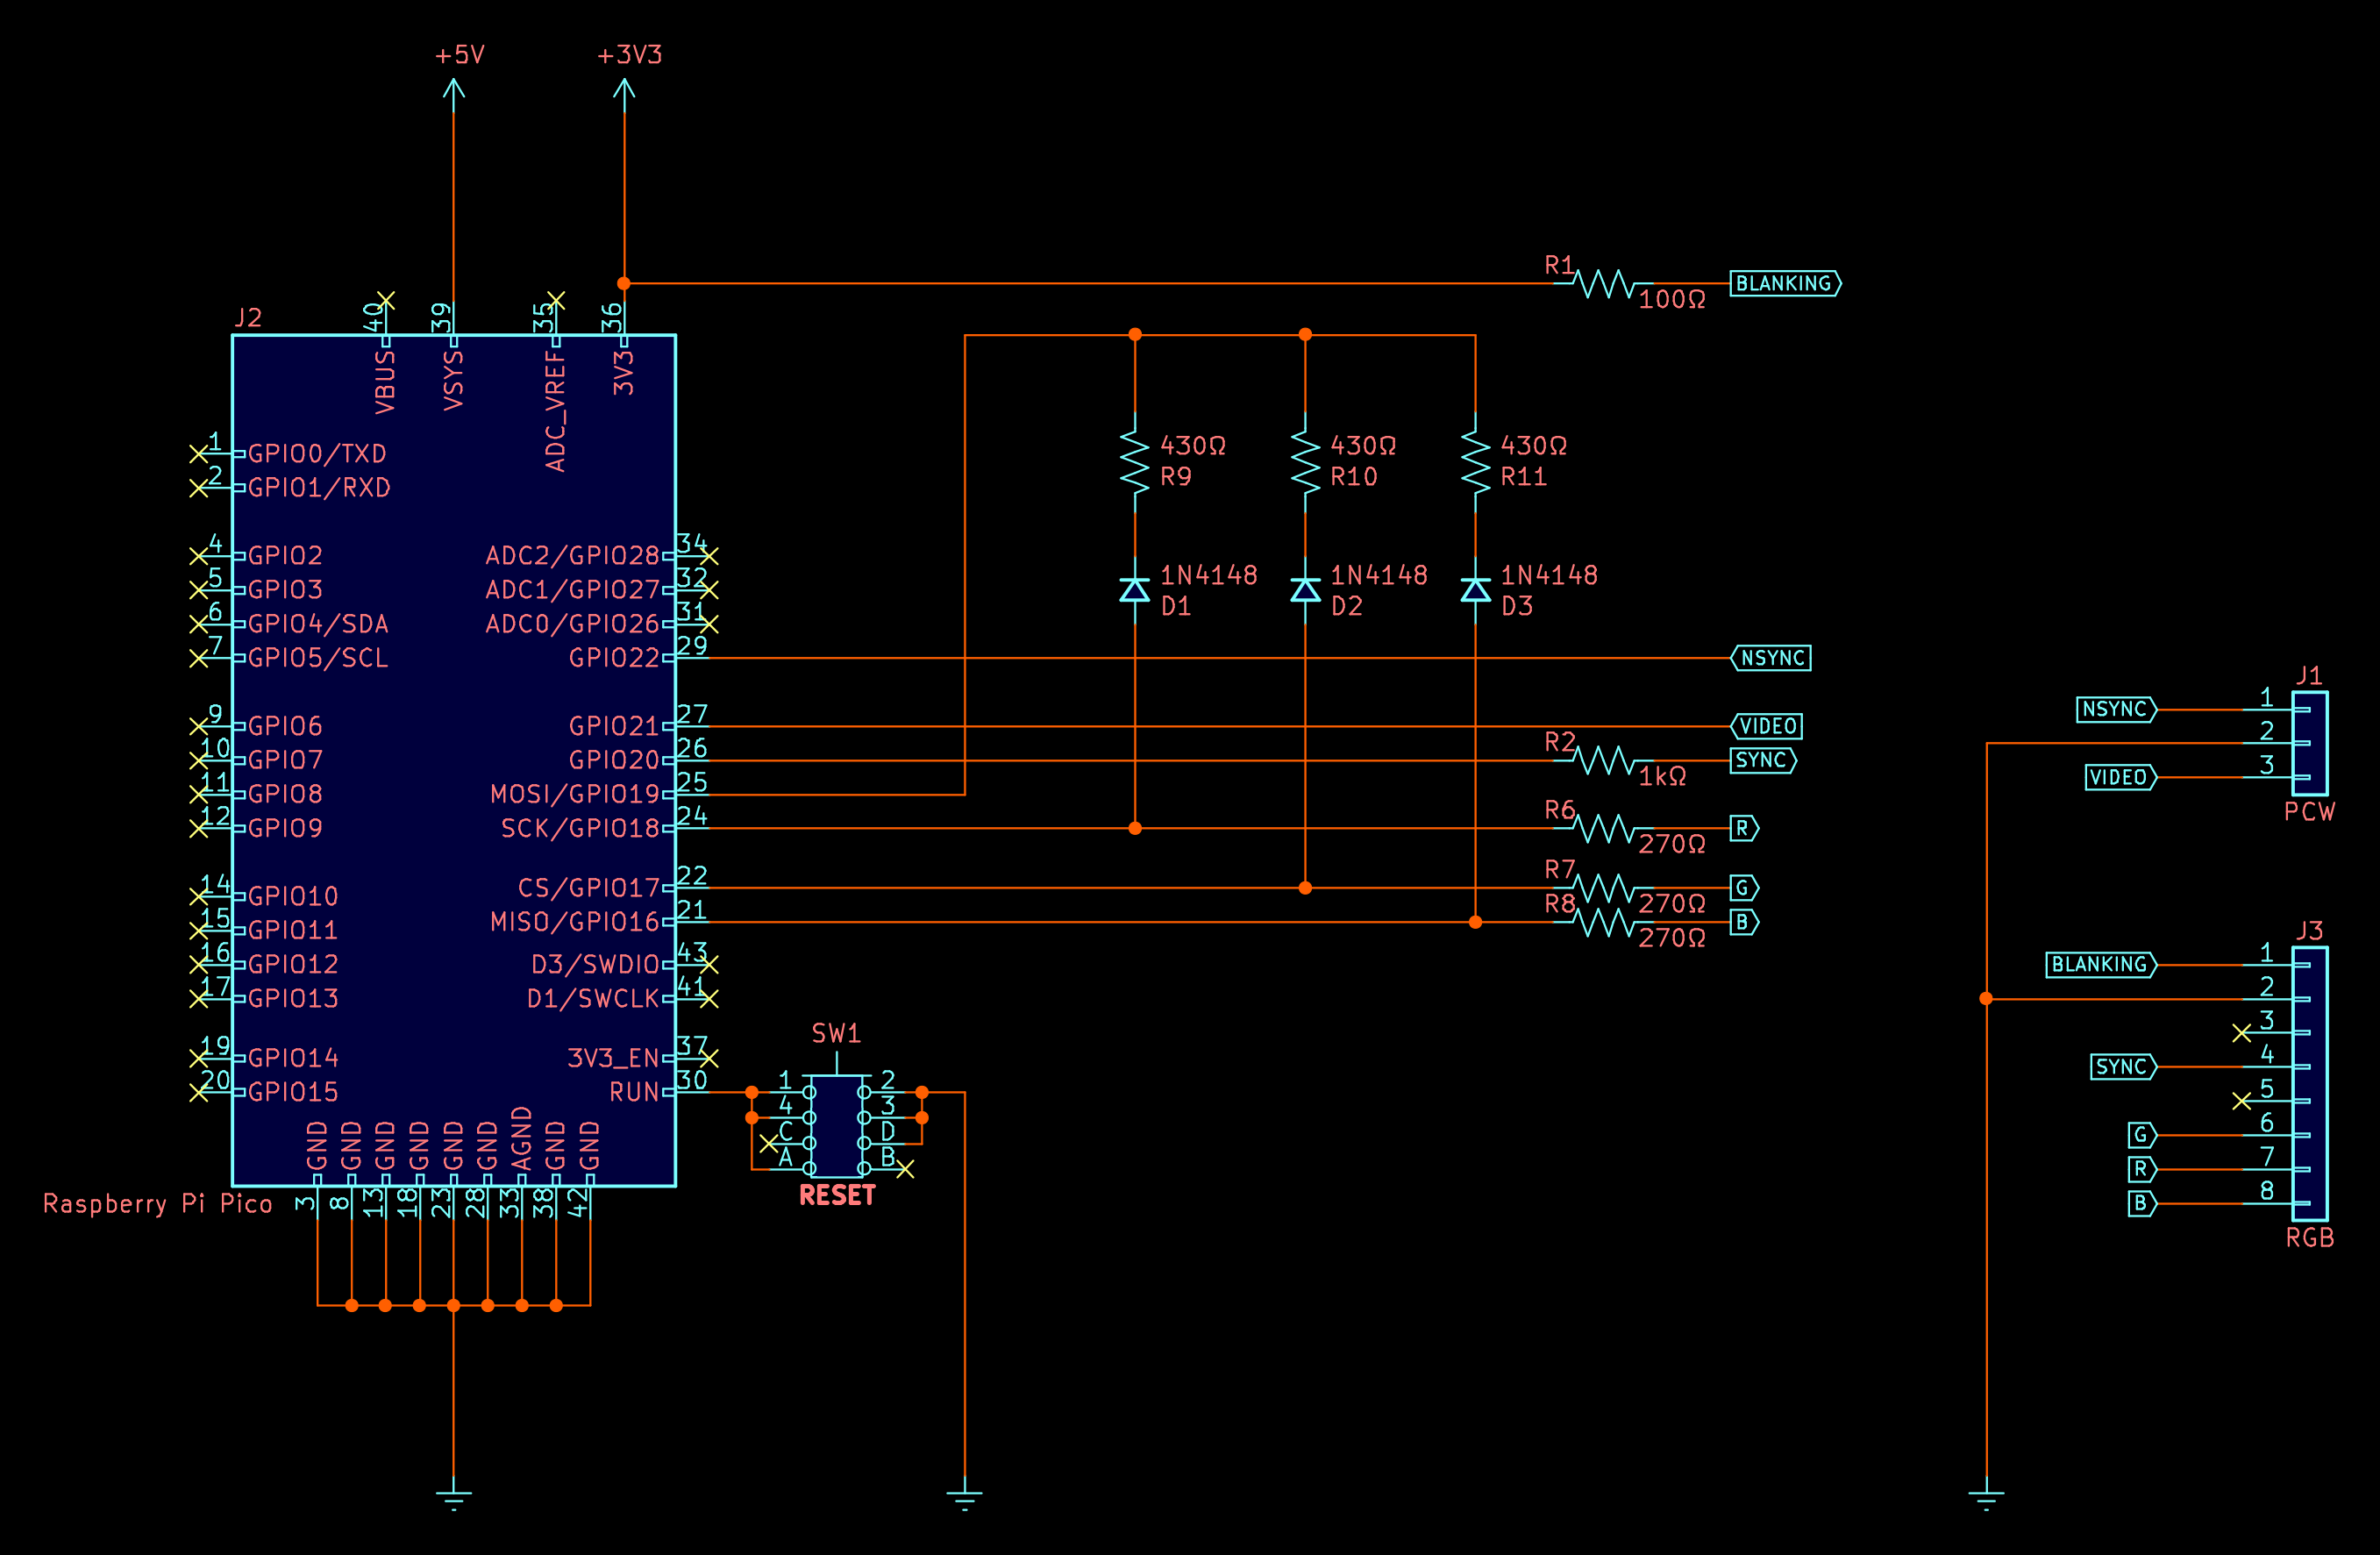 +5V
+3V3
R1
100Ω
BLANKING
J2
40
39
35
36
VBUS
VSYS
ADC_VREF
3V3
1
GPIO0/TXD
2
GPIO1/RXD
430Ω
R9
430Ω
R10
430Ω
R11
4
GPIO2
5
GPIO3
6
GPIO4/SDA
7
GPIO5/SCL
ADC2/GPIO28
34
ADC1/GPIO27
32
ADC0/GPIO26
31
GPIO22
29
1N4148
D1
1N4148
D2
1N4148
D3
NSYNC
9
GPIO6
10
GPIO7
11
GPIO8
12
GPIO9
GPIO21
27
GPIO20
26
MOSI/GPIO19
25
SCK/GPIO18
24
VIDEO
R2
1kΩ
SYNC
R6
270Ω
R
14
GPIO10
15
GPIO11
16
GPIO12
17
GPIO13
CS/GPIO17
22
MISO/GPIO16
21
D3/SWDIO
43
D1/SWCLK
41
R7
270Ω
G
R8
270Ω
B
19
GPIO14
20
GPIO15
3V3_EN
37
RUN
30
SW1
1
2
4
3
C
D
A
B
RESET
GND
GND
GND
GND
GND
GND
AGND
GND
GND
3
8
13
18
23
28
33
38
42
Raspberry Pi Pico
J1
NSYNC
1
2
VIDEO
3
PCW
J3
BLANKING
1
2
3
SYNC
4
5
G
6
R
7
B
8
RGB